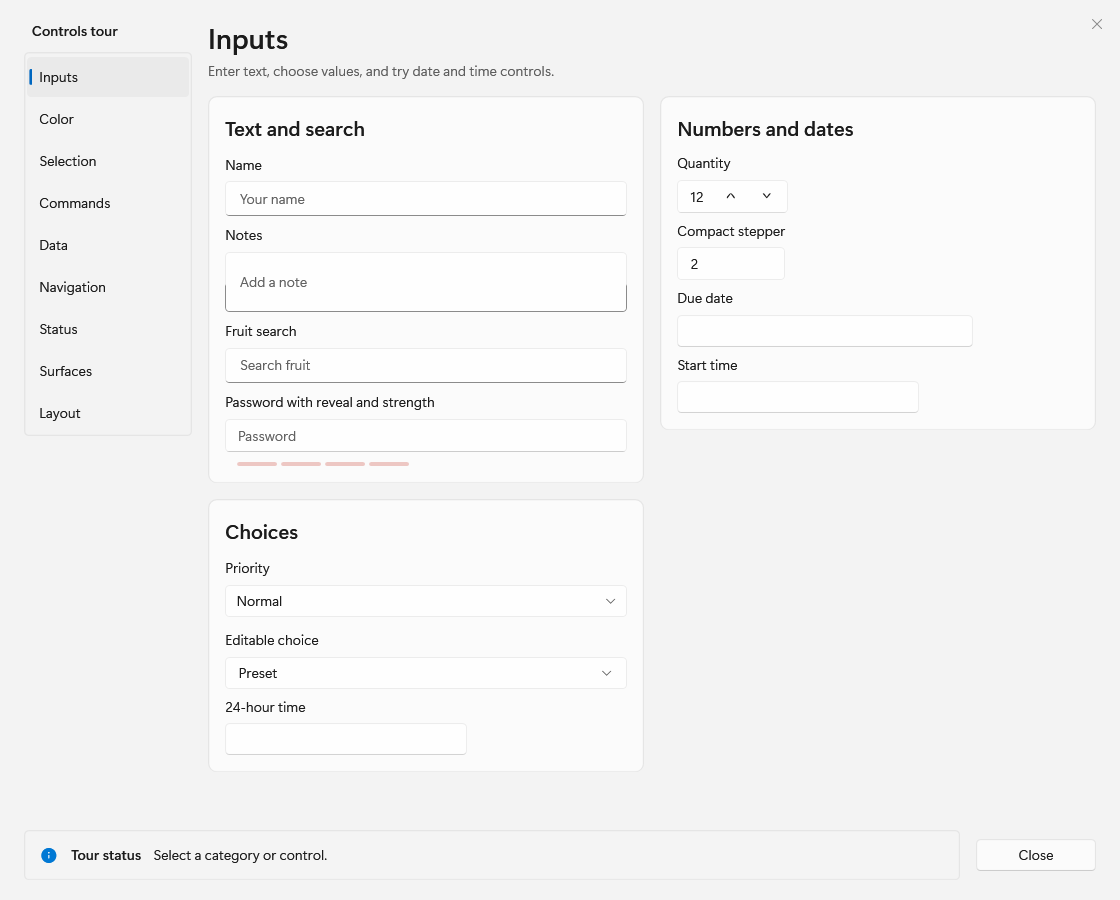 Controls tour
Inputs
Color
Selection
Commands
Data
Navigation
Status
Surfaces
Layout
Inputs
Enter text, choose values, and try date and time controls.
Text and search
Name
Your name
Notes
Add a note
Fruit search
Search fruit
Password with reveal and strength
Password
Numbers and dates
Quantity
12
Compact stepper
2
Due date
Start time
Choices
Priority
Normal
Editable choice
Preset
24-hour time
Tour status Select a category or control.
Close